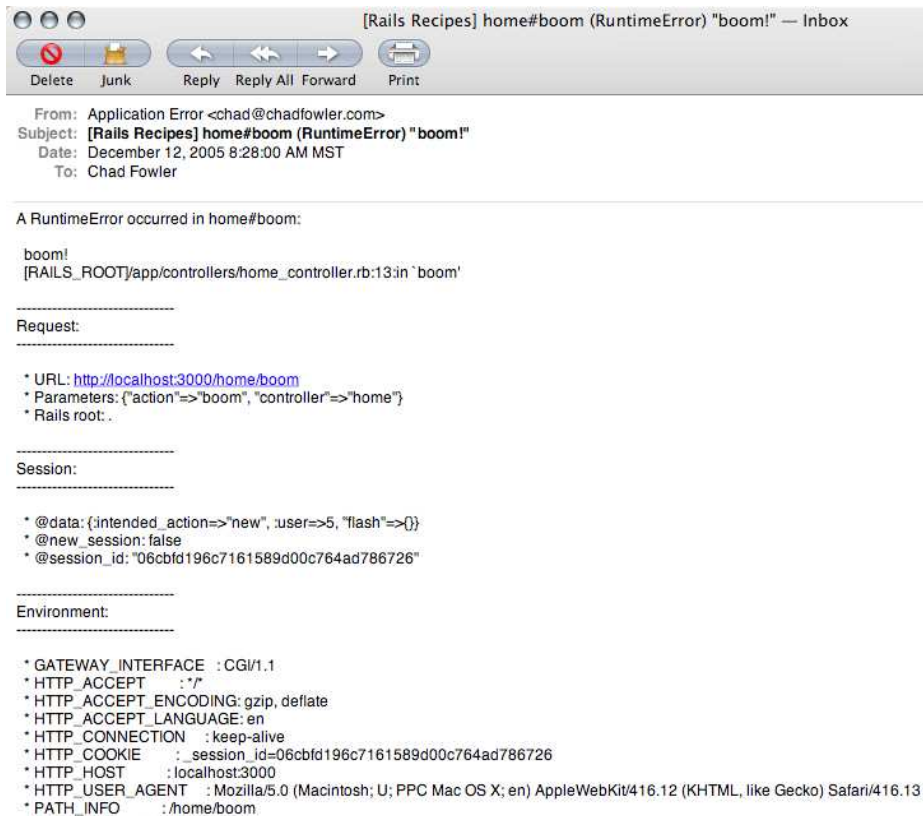 [Rails Recipes] home#boom (RuntimeError) "boom!" — Inbox
Delete Junk Reply Reply All Forward Print
From: Application Error <chad@chadfowler.com>
Subject: [Rails Recipes] home#boom (RuntimeError) "boom!"
Date: December 12, 2005 8:28:00 AM MST
To: Chad Fowler
A RuntimeError occurred in home#boom:
boom!
[RAILS_ROOT]/app/controllers/home_controller.rb:13:in `boom'
-------------------------------
Request:
-------------------------------
* URL: http://localhost:3000/home/boom
* Parameters: {"action"=>"boom", "controller"=>"home"}
* Rails root: .
-------------------------------
Session:
-------------------------------
* @data: {:intended_action=>"new", :user=>5, "flash"=>{}}
* @new_session: false
* @session_id: "06cbfd196c7161589d00c764ad786726"
-------------------------------
Environment:
-------------------------------
* GATEWAY_INTERFACE : CGI/1.1
* HTTP_ACCEPT : */*
* HTTP_ACCEPT_ENCODING: gzip, deflate
* HTTP_ACCEPT_LANGUAGE: en
* HTTP_CONNECTION : keep-alive
* HTTP_COOKIE : _session_id=06cbfd196c7161589d00c764ad786726
* HTTP_HOST : localhost:3000
* HTTP_USER_AGENT : Mozilla/5.0 (Macintosh; U; PPC Mac OS X; en) AppleWebKit/416.12 (KHTML, like Gecko) Safari/416.13
* PATH_INFO : /home/boom